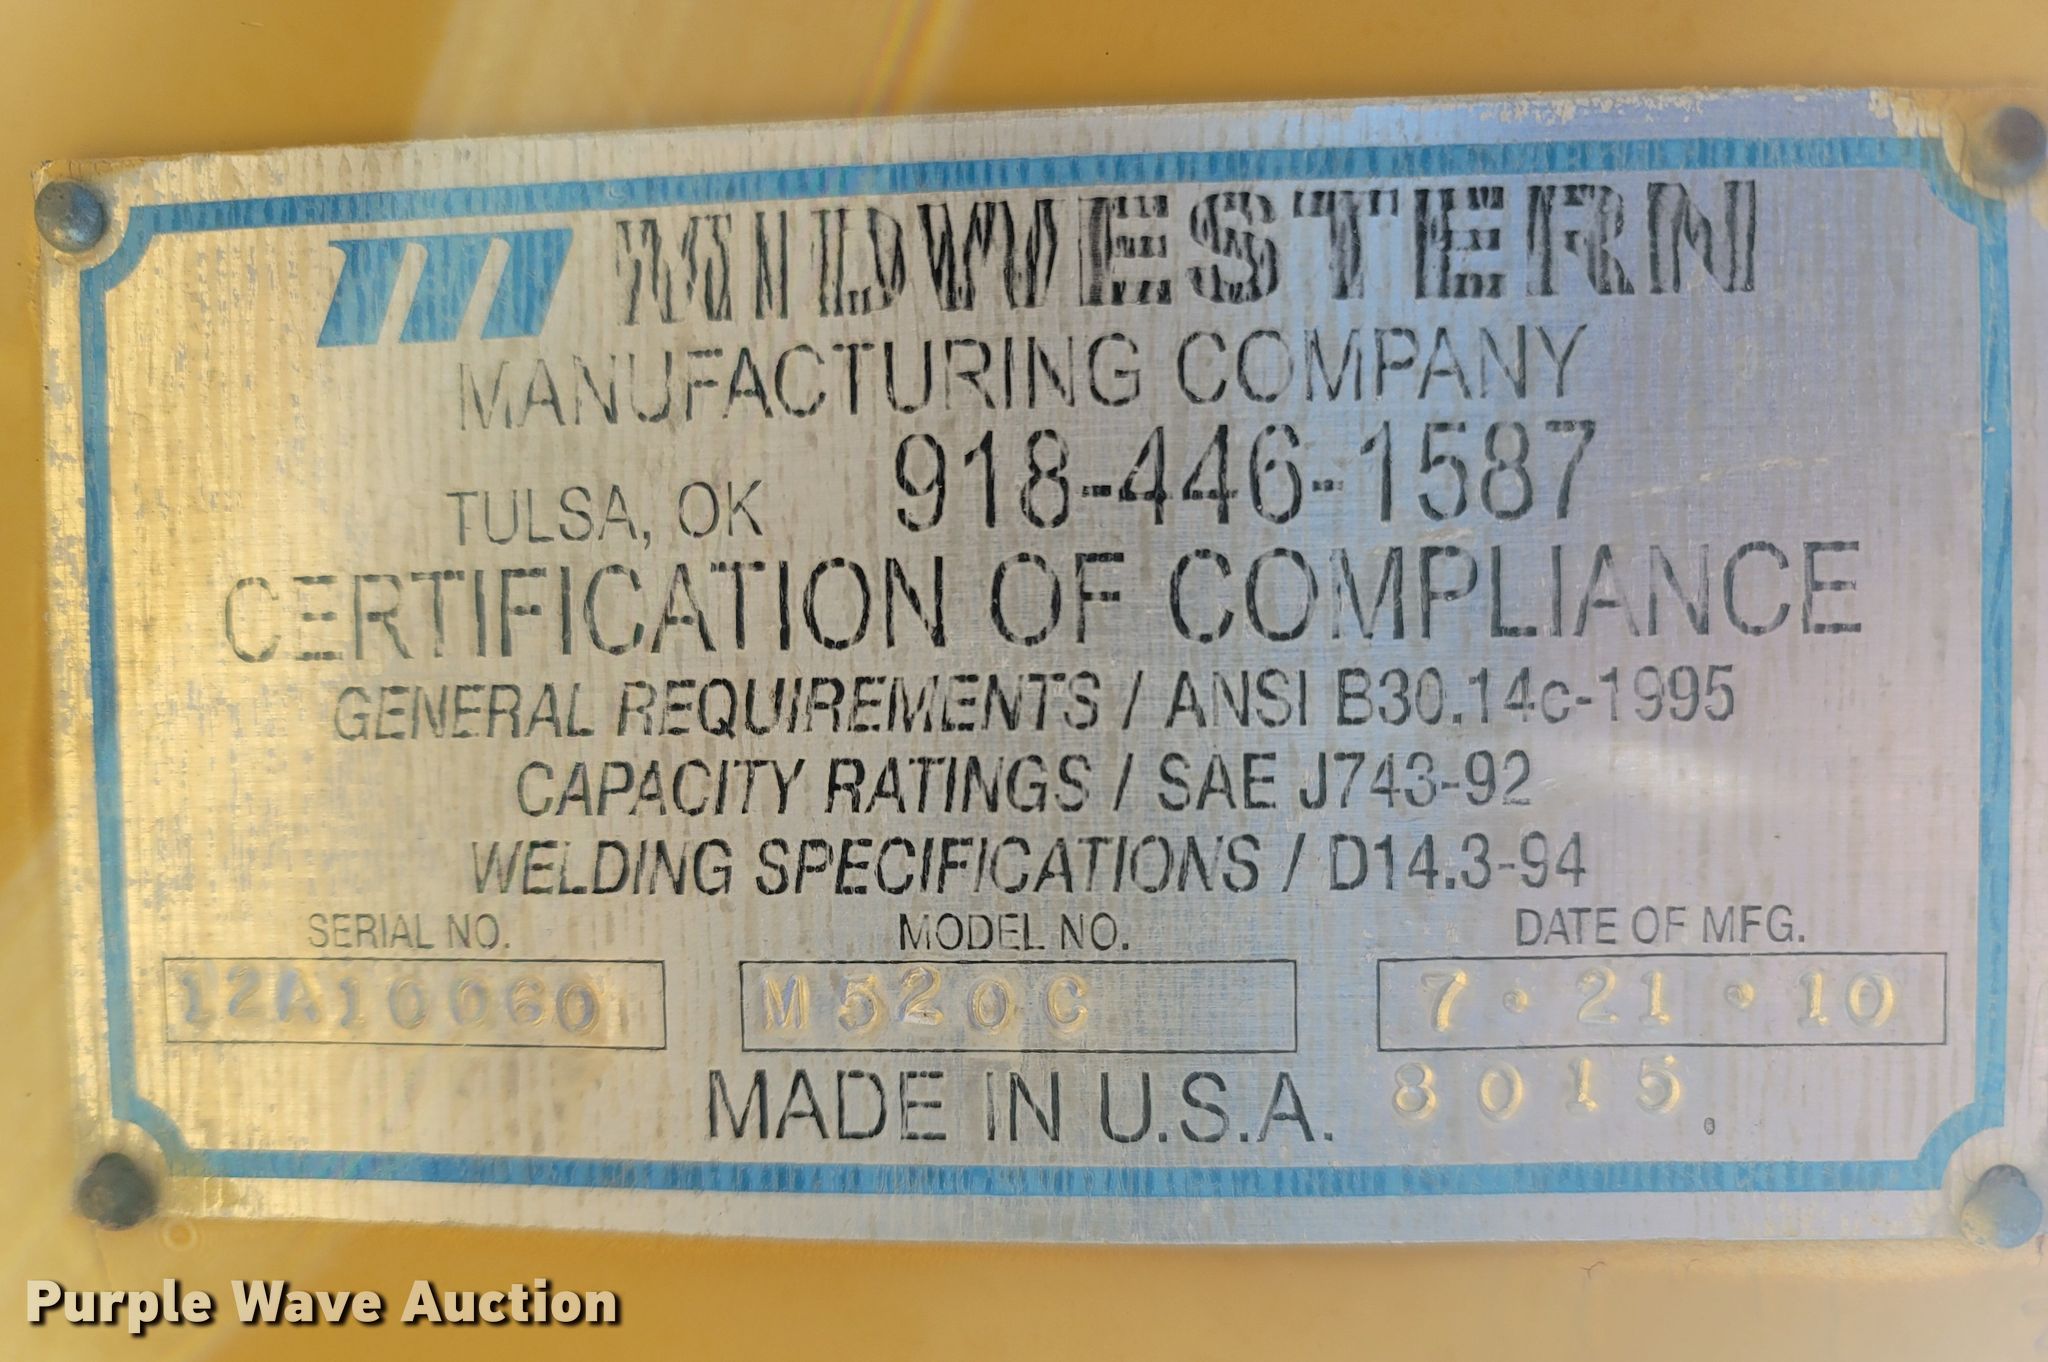 MIDWESTERN
MANUFACTURING COMPANY
TULSA, OK 918-446-1587
CERTIFICATION OF COMPLIANCE
GENERAL REQUIREMENTS / ANSI B30.14c-1995
CAPACITY RATINGS / SAE J743-92
WELDING SPECIFICATIONS / D14.3-94
SERIAL NO. MODEL NO. DATE OF MFG.
12A10060 M520C 7·21·10
MADE IN U.S.A. 8015
Purple Wave Auction